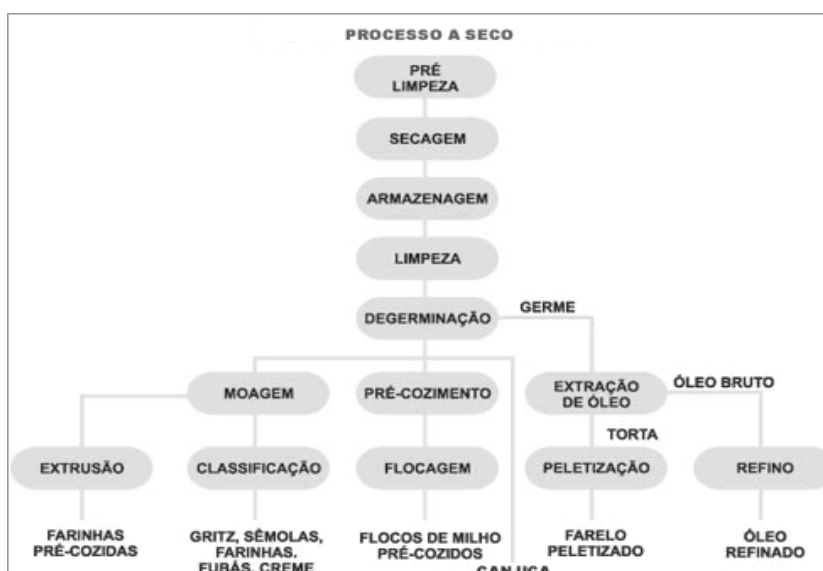 PROCESSO A SECO
PRÉ
LIMPEZA
SECAGEM
ARMAZENAGEM
LIMPEZA
DEGERMINAÇÃO
GERME
MOAGEM
PRÉ-COZIMENTO
EXTRAÇÃO
DE ÓLEO
ÓLEO BRUTO
TORTA
EXTRUSÃO
CLASSIFICAÇÃO
FLOCAGEM
PELETIZAÇÃO
REFINO
FARINHAS
PRÉ-COZIDAS
GRITZ, SÊMOLAS,
FARINHAS.
FUBÁS, CREME
FLOCOS DE MILHO
PRÉ-COZIDOS
FARELO
PELETIZADO
ÓLEO
REFINADO